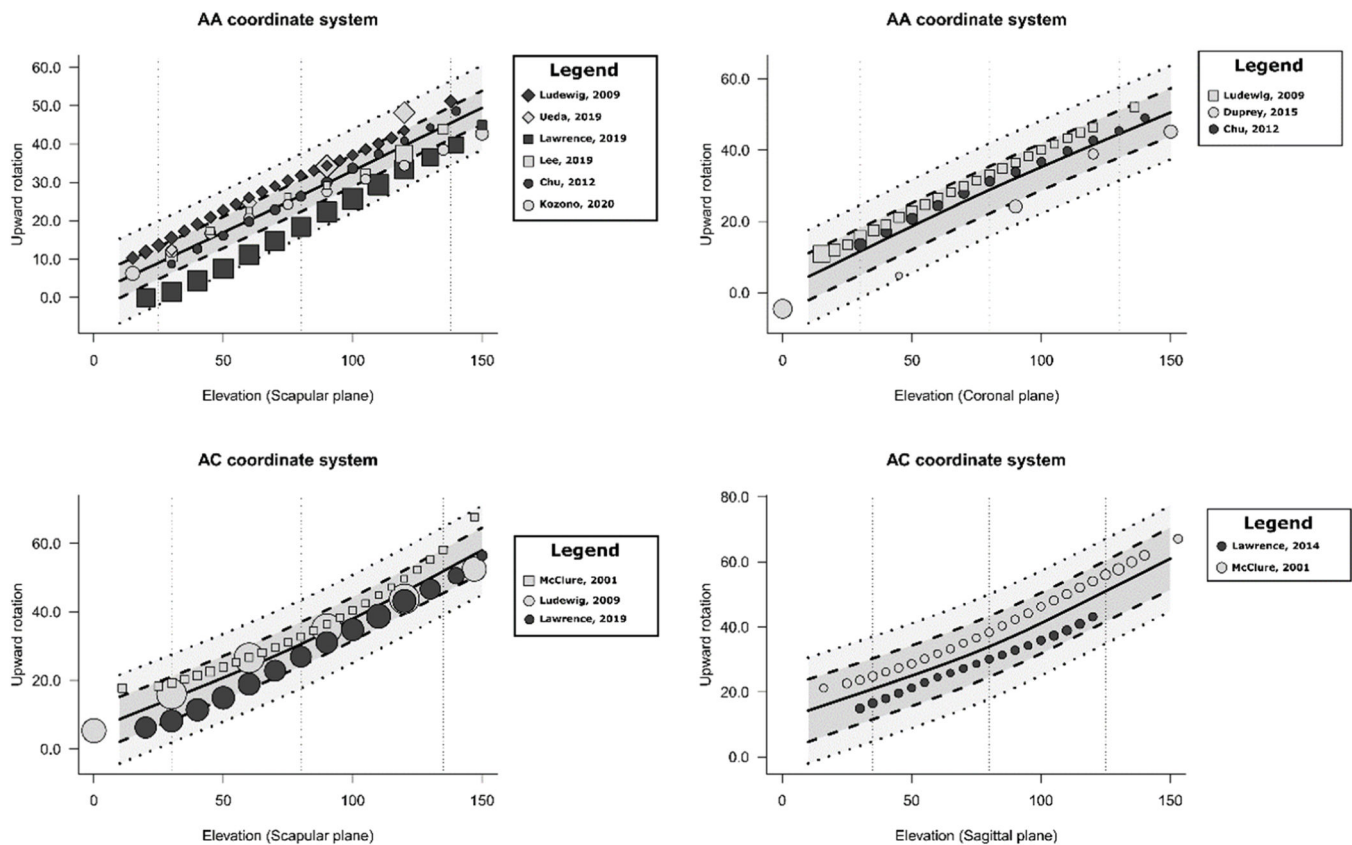 AA coordinate system
Upward rotation
60.0
50.0
40.0
30.0
20.0
10.0
0.0
0
50
100
150
Elevation (Scapular plane)
Legend
Ludewig, 2009
Ueda, 2019
Lawrence, 2019
Lee, 2019
Chu, 2012
Kozono, 2020
AA coordinate system
Upward rotation
60.0
40.0
20.0
0.0
0
50
100
150
Elevation (Coronal plane)
Legend
Ludewig, 2009
Duprey, 2015
Chu, 2012
AC coordinate system
Upward rotation
60.0
40.0
20.0
0.0
0
50
100
150
Elevation (Scapular plane)
Legend
McClure, 2001
Ludewig, 2009
Lawrence, 2019
AC coordinate system
Upward rotation
80.0
60.0
40.0
20.0
0.0
0
50
100
150
Elevation (Sagittal plane)
Legend
Lawrence, 2014
McClure, 2001